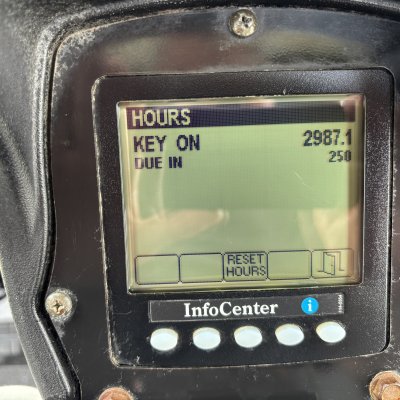 HOURS
KEY ON 2987.1
DUE IN 250
RESET
HOURS
InfoCenter i